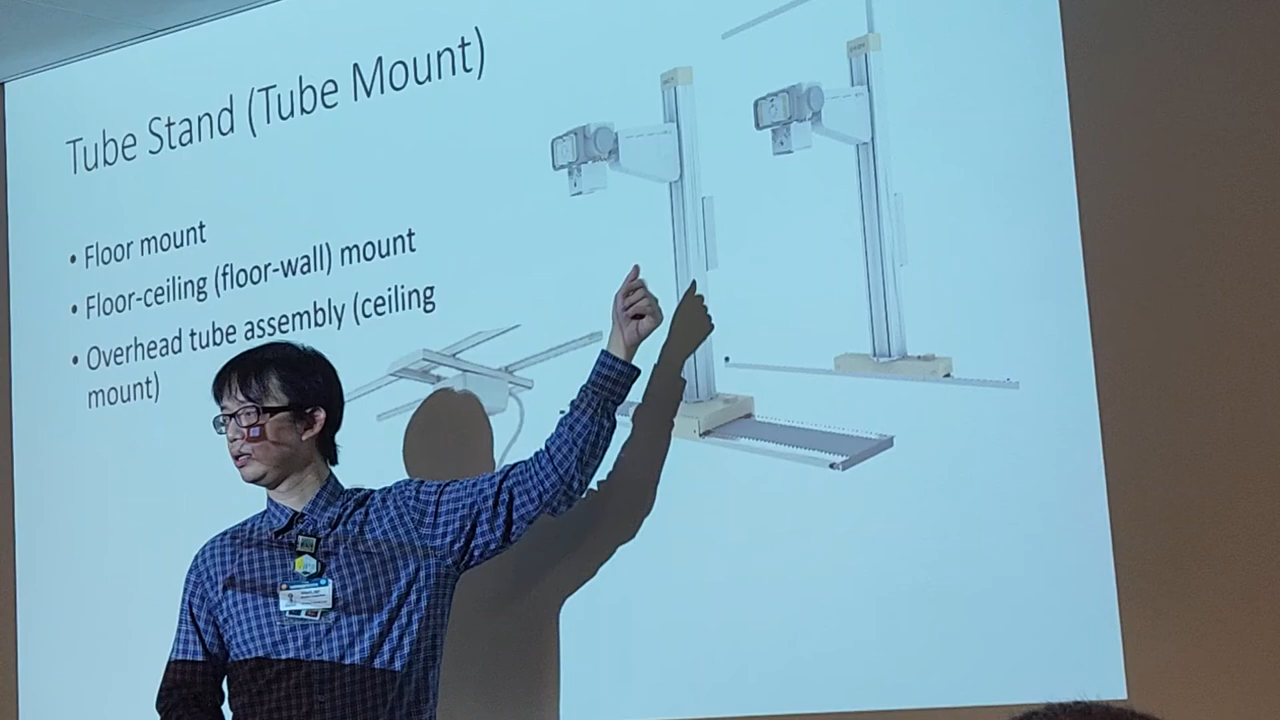 Tube Stand (Tube Mount)
• Floor mount
• Floor-ceiling (floor-wall) mount
• Overhead tube assembly (ceiling
mount)